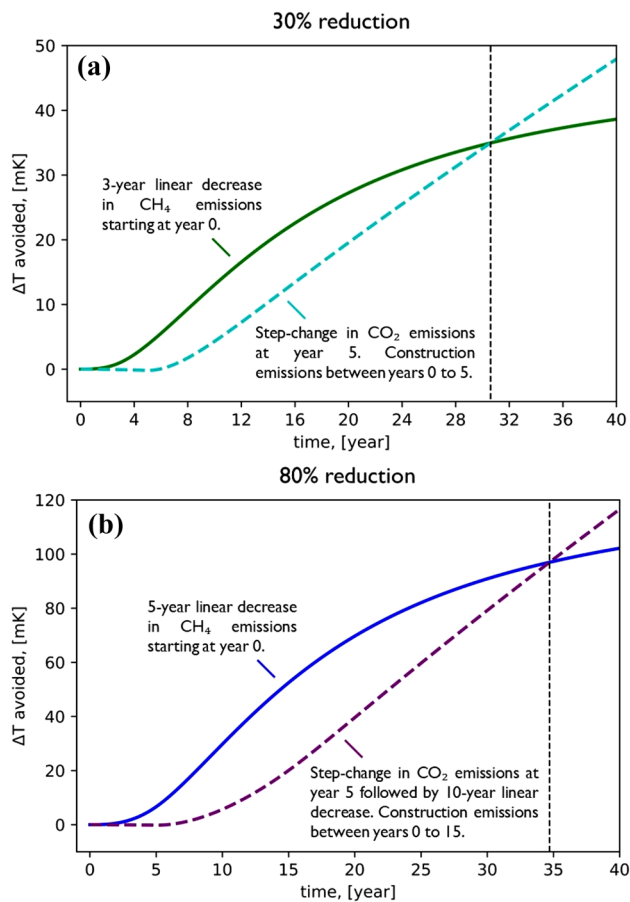 30% reduction
(a)
50
40
30
20
10
0
ΔT avoided, [mK]
3-year linear decrease
in CH₄ emissions
starting at year 0.
Step-change in CO₂ emissions
at year 5. Construction
emissions between years 0 to 5.
0 4 8 12 16 20 24 28 32 36 40
time, [year]
80% reduction
(b)
120
100
80
60
40
20
0
ΔT avoided, [mK]
5-year linear decrease
in CH₄ emissions
starting at year 0.
Step-change in CO₂ emissions at
year 5 followed by 10-year linear
decrease. Construction emissions
between years 0 to 15.
0 5 10 15 20 25 30 35 40
time, [year]